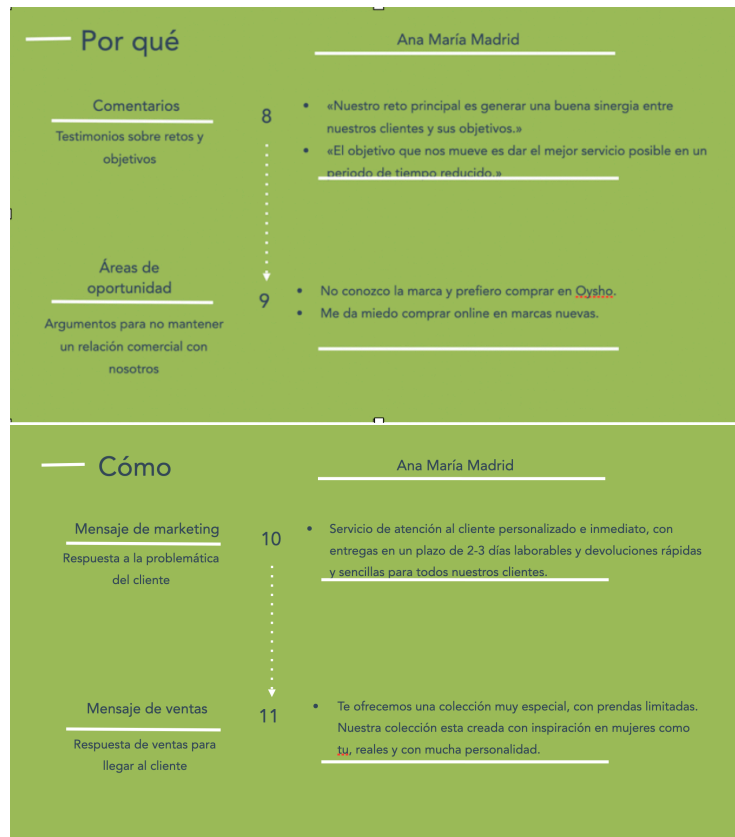 Por qué
Ana María Madrid
Comentarios
Testimonios sobre retos y
objetivos
8
• «Nuestro reto principal es generar una buena sinergia entre
nuestros clientes y sus objetivos.»
• «El objetivo que nos mueve es dar el mejor servicio posible en un
periodo de tiempo reducido.»
Áreas de
oportunidad
Argumentos para no mantener
un relación comercial con
nosotros
9
• No conozco la marca y prefiero comprar en Oysho.
• Me da miedo comprar online en marcas nuevas.
Cómo
Ana María Madrid
Mensaje de marketing
Respuesta a la problemática
del cliente
10
• Servicio de atención al cliente personalizado e inmediato, con
entregas en un plazo de 2-3 días laborables y devoluciones rápidas
y sencillas para todos nuestros clientes.
Mensaje de ventas
Respuesta de ventas para
llegar al cliente
11
• Te ofrecemos una colección muy especial, con prendas limitadas.
Nuestra colección esta creada con inspiración en mujeres como
tu, reales y con mucha personalidad.